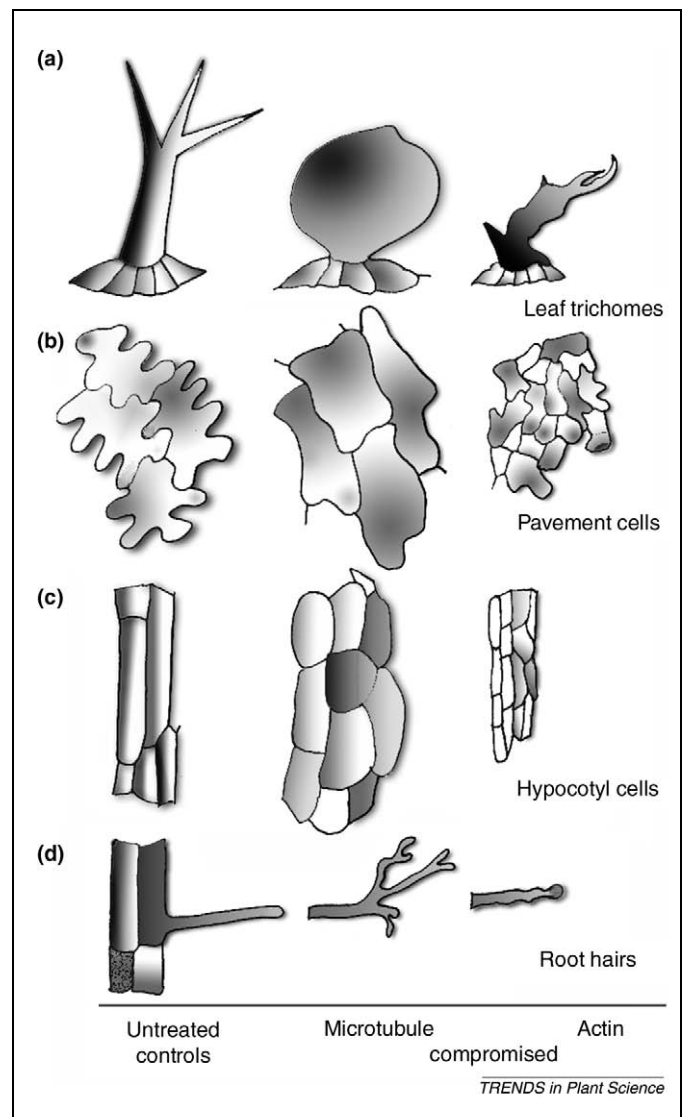 (a)
Leaf trichomes
(b)
Pavement cells
(c)
Hypocotyl cells
(d)
Root hairs
Untreated controls
Microtubule Actin
compromised
TRENDS in Plant Science